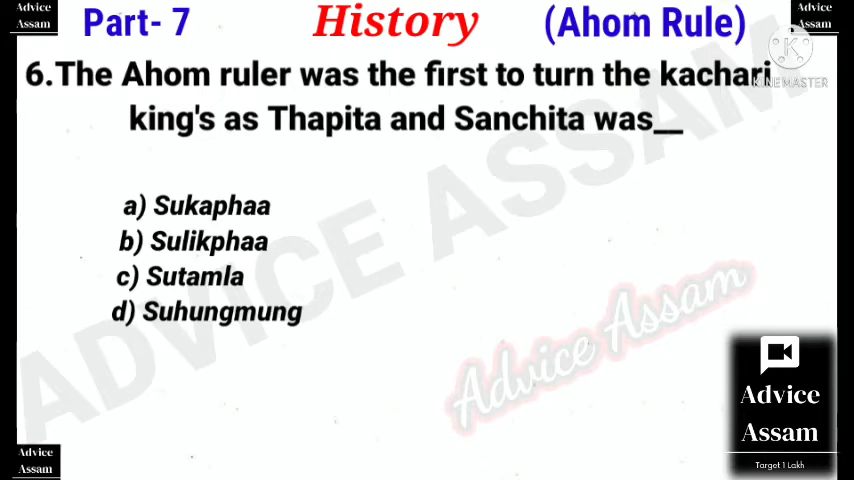 Advice
Assam
Part- 7
History
(Ahom Rule)
Advice
Assam
KINEMASTER
6.The Ahom ruler was the first to turn the kachari
king's as Thapita and Sanchita was__
a) Sukaphaa
b) Sulikphaa
c) Sutamla
d) Suhungmung
ADVICE ASSAM
Advice Assam
Advice
Assam
Target 1 Lakh
Advice
Assam